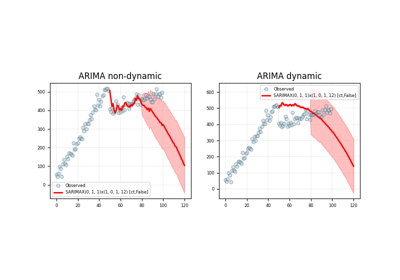 ARIMA non-dynamic
500
400
300
200
100
0
Observed
SARIMAX(0, 1, 1)x(1, 0, 1, 12) [ct,False]
0 20 40 60 80 100 120
ARIMA dynamic
Observed
SARIMAX(0, 1, 1)x(1, 0, 1, 12) [ct,False]
600
500
400
300
200
100
0
0 20 40 60 80 100 120